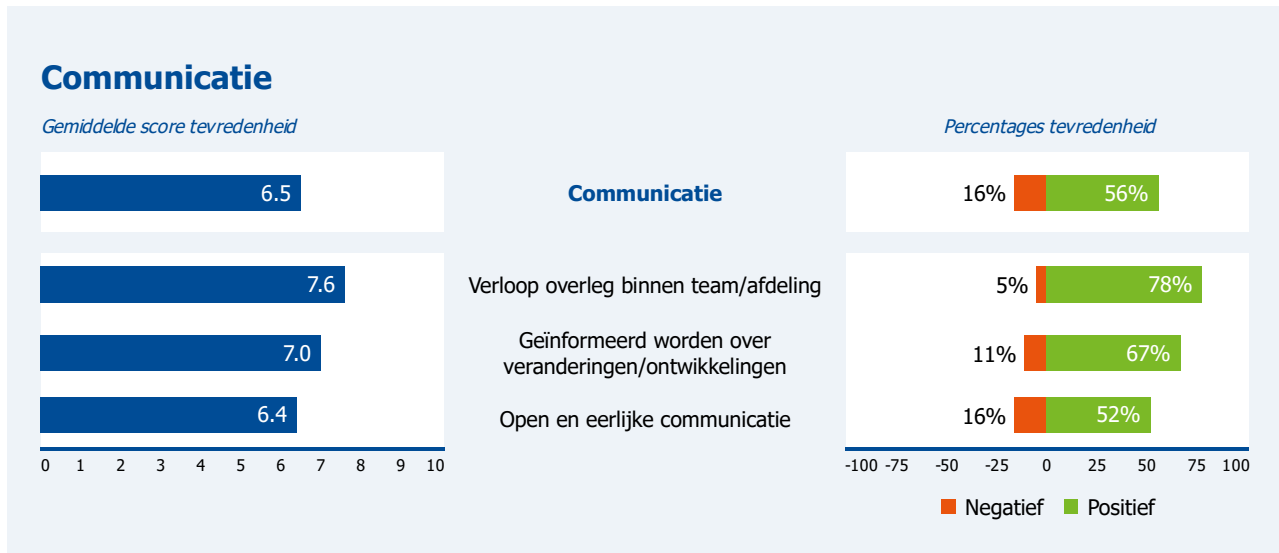 Communicatie
Gemiddelde score tevredenheid
Percentages tevredenheid
6.5
Communicatie
16%
56%
7.6
Verloop overleg binnen team/afdeling
5%
78%
7.0
Geïnformeerd worden over
veranderingen/ontwikkelingen
11%
67%
6.4
Open en eerlijke communicatie
16%
52%
0 1 2 3 4 5 6 7 8 9 10
-100 -75 -50 -25 0 25 50 75 100
Negatief Positief